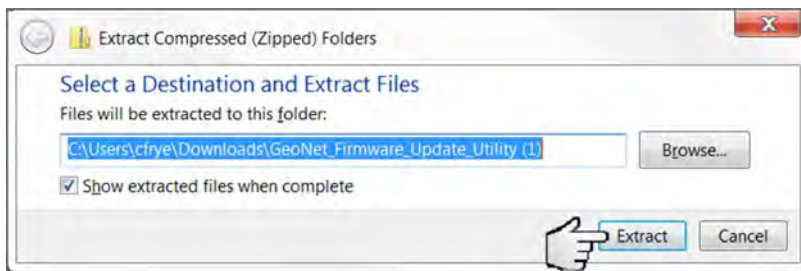 Extract Compressed (Zipped) Folders
Select a Destination and Extract Files
Files will be extracted to this folder:
C:\Users\cfrye\Downloads\GeoNet_Firmware_Update_Utility (1)
Browse...
Show extracted files when complete
Extract
Cancel